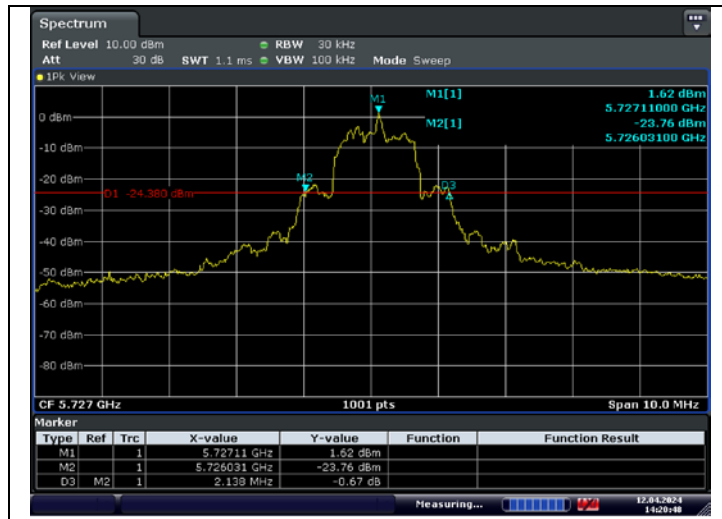 Spectrum
Ref Level 10.00 dBm RBW 30 kHz
Att 30 dB SWT 1.1 ms VBW 100 kHz Mode Sweep
1Pk View
M1[1] 1.62 dBm
5.72711000 GHz
M2[1] -23.76 dBm
5.72603100 GHz
M1
0 dBm
-10 dBm
-20 dBm
M2
D3
D1 -24.380 dBm
-30 dBm
-40 dBm
-50 dBm
-60 dBm
-70 dBm
-80 dBm
CF 5.727 GHz 1001 pts Span 10.0 MHz
Marker
Type Ref Trc X-value Y-value Function Function Result
M1 1 5.72711 GHz 1.62 dBm
M2 1 5.726031 GHz -23.76 dBm
D3 M2 1 2.138 MHz -0.67 dB
Measuring... 12.04.2024
14:20:48